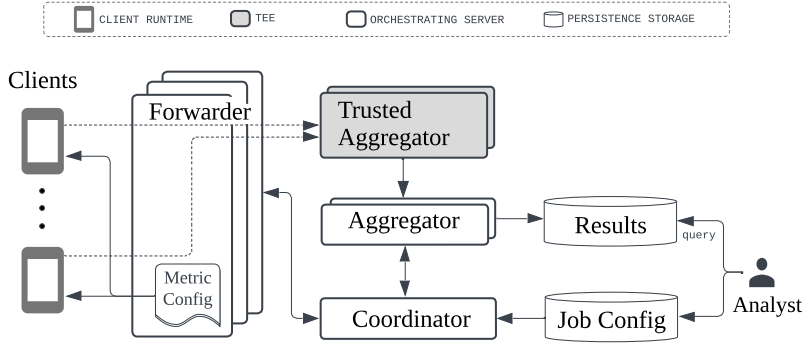 CLIENT RUNTIME
TEE
ORCHESTRATING SERVER
PERSISTENCE STORAGE
Clients
Forwarder
Trusted
Aggregator
Aggregator
Results
query
Metric
Config
Analyst
Coordinator
Job Config